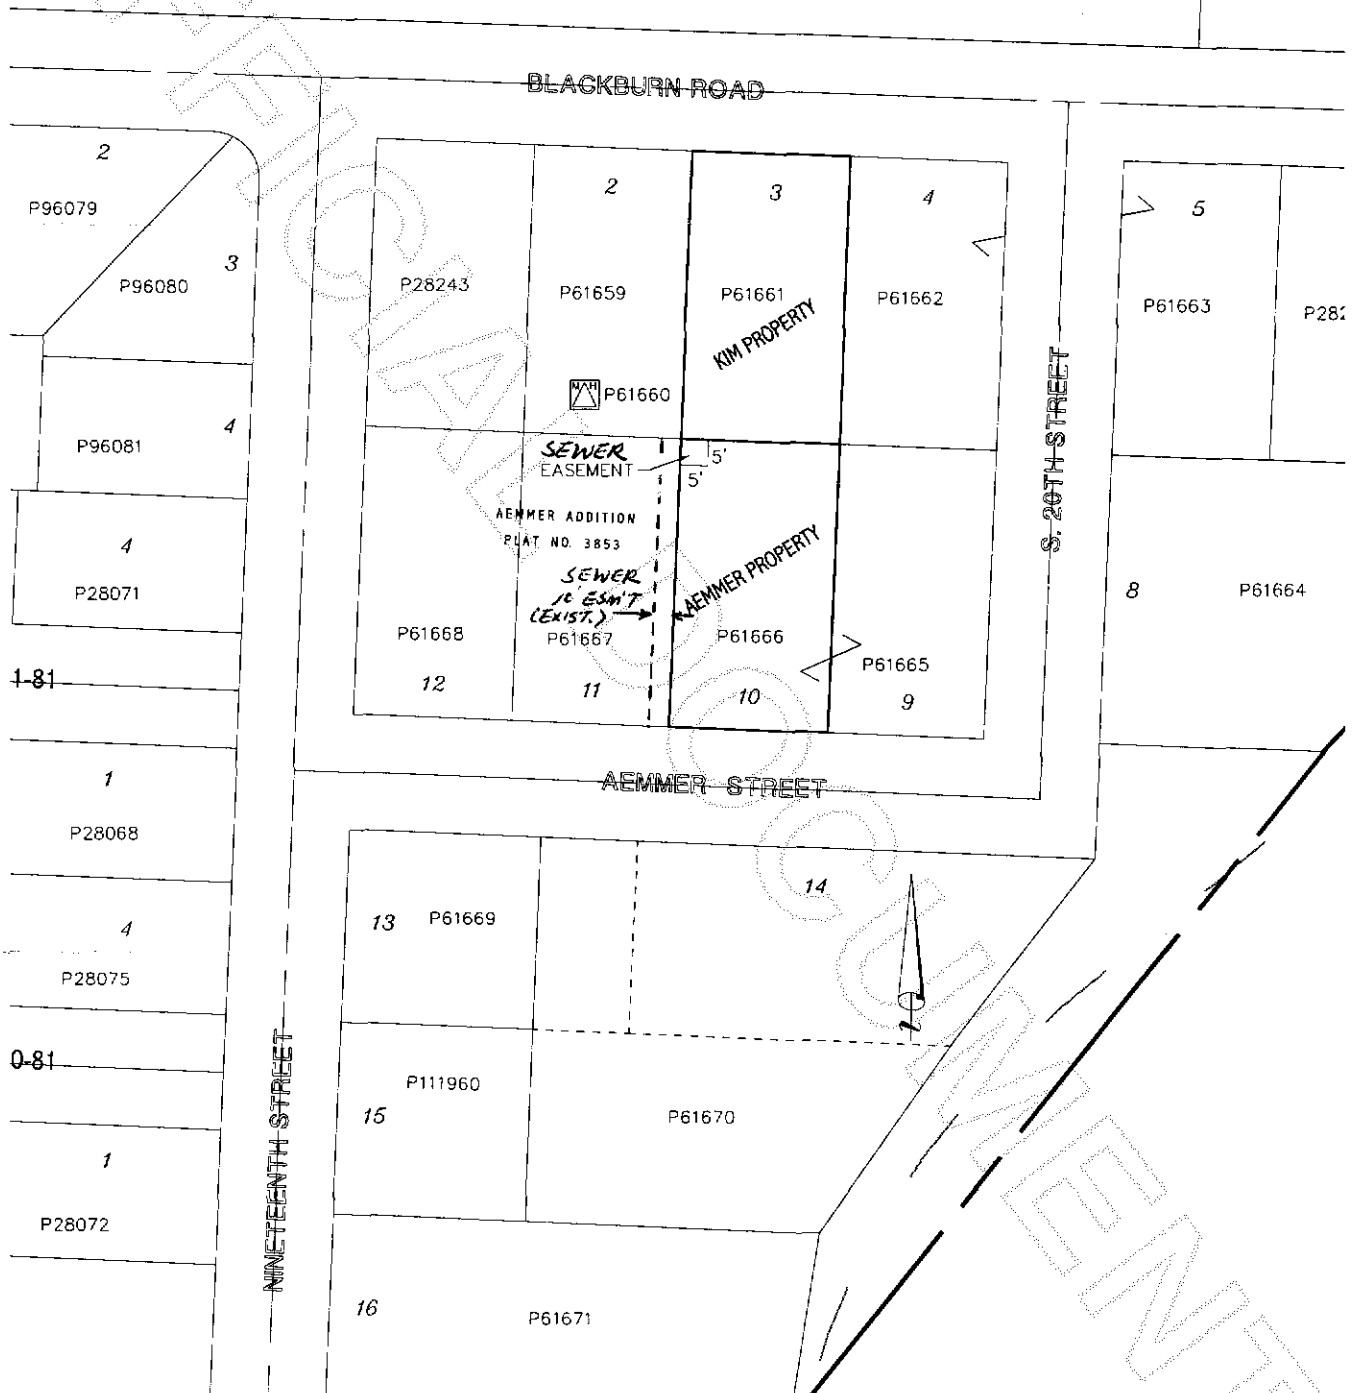 BLACKBURN ROAD
2
P96079
P96080
3
2
3
4
5
P28243
P61659
P61661
P61662
P61663
KIM PROPERTY
MH
P61660
4
P96081
SEWER
EASEMENT
5'
5'
S. 20TH STREET
AEMMER ADDITION
PLAT NO. 3853
4
P28071
SEWER
10' ESM'T
(EXIST.)
AEMMER PROPERTY
8
P61664
P61668
P61667
P61666
P61665
12
11
10
9
1-81
1
P28068
AEMMER STREET
14
13
P61669
4
P28075
0-81
P111960
15
P61670
NINETEENTH STREET
1
P28072
16
P61671
DOCUMENT